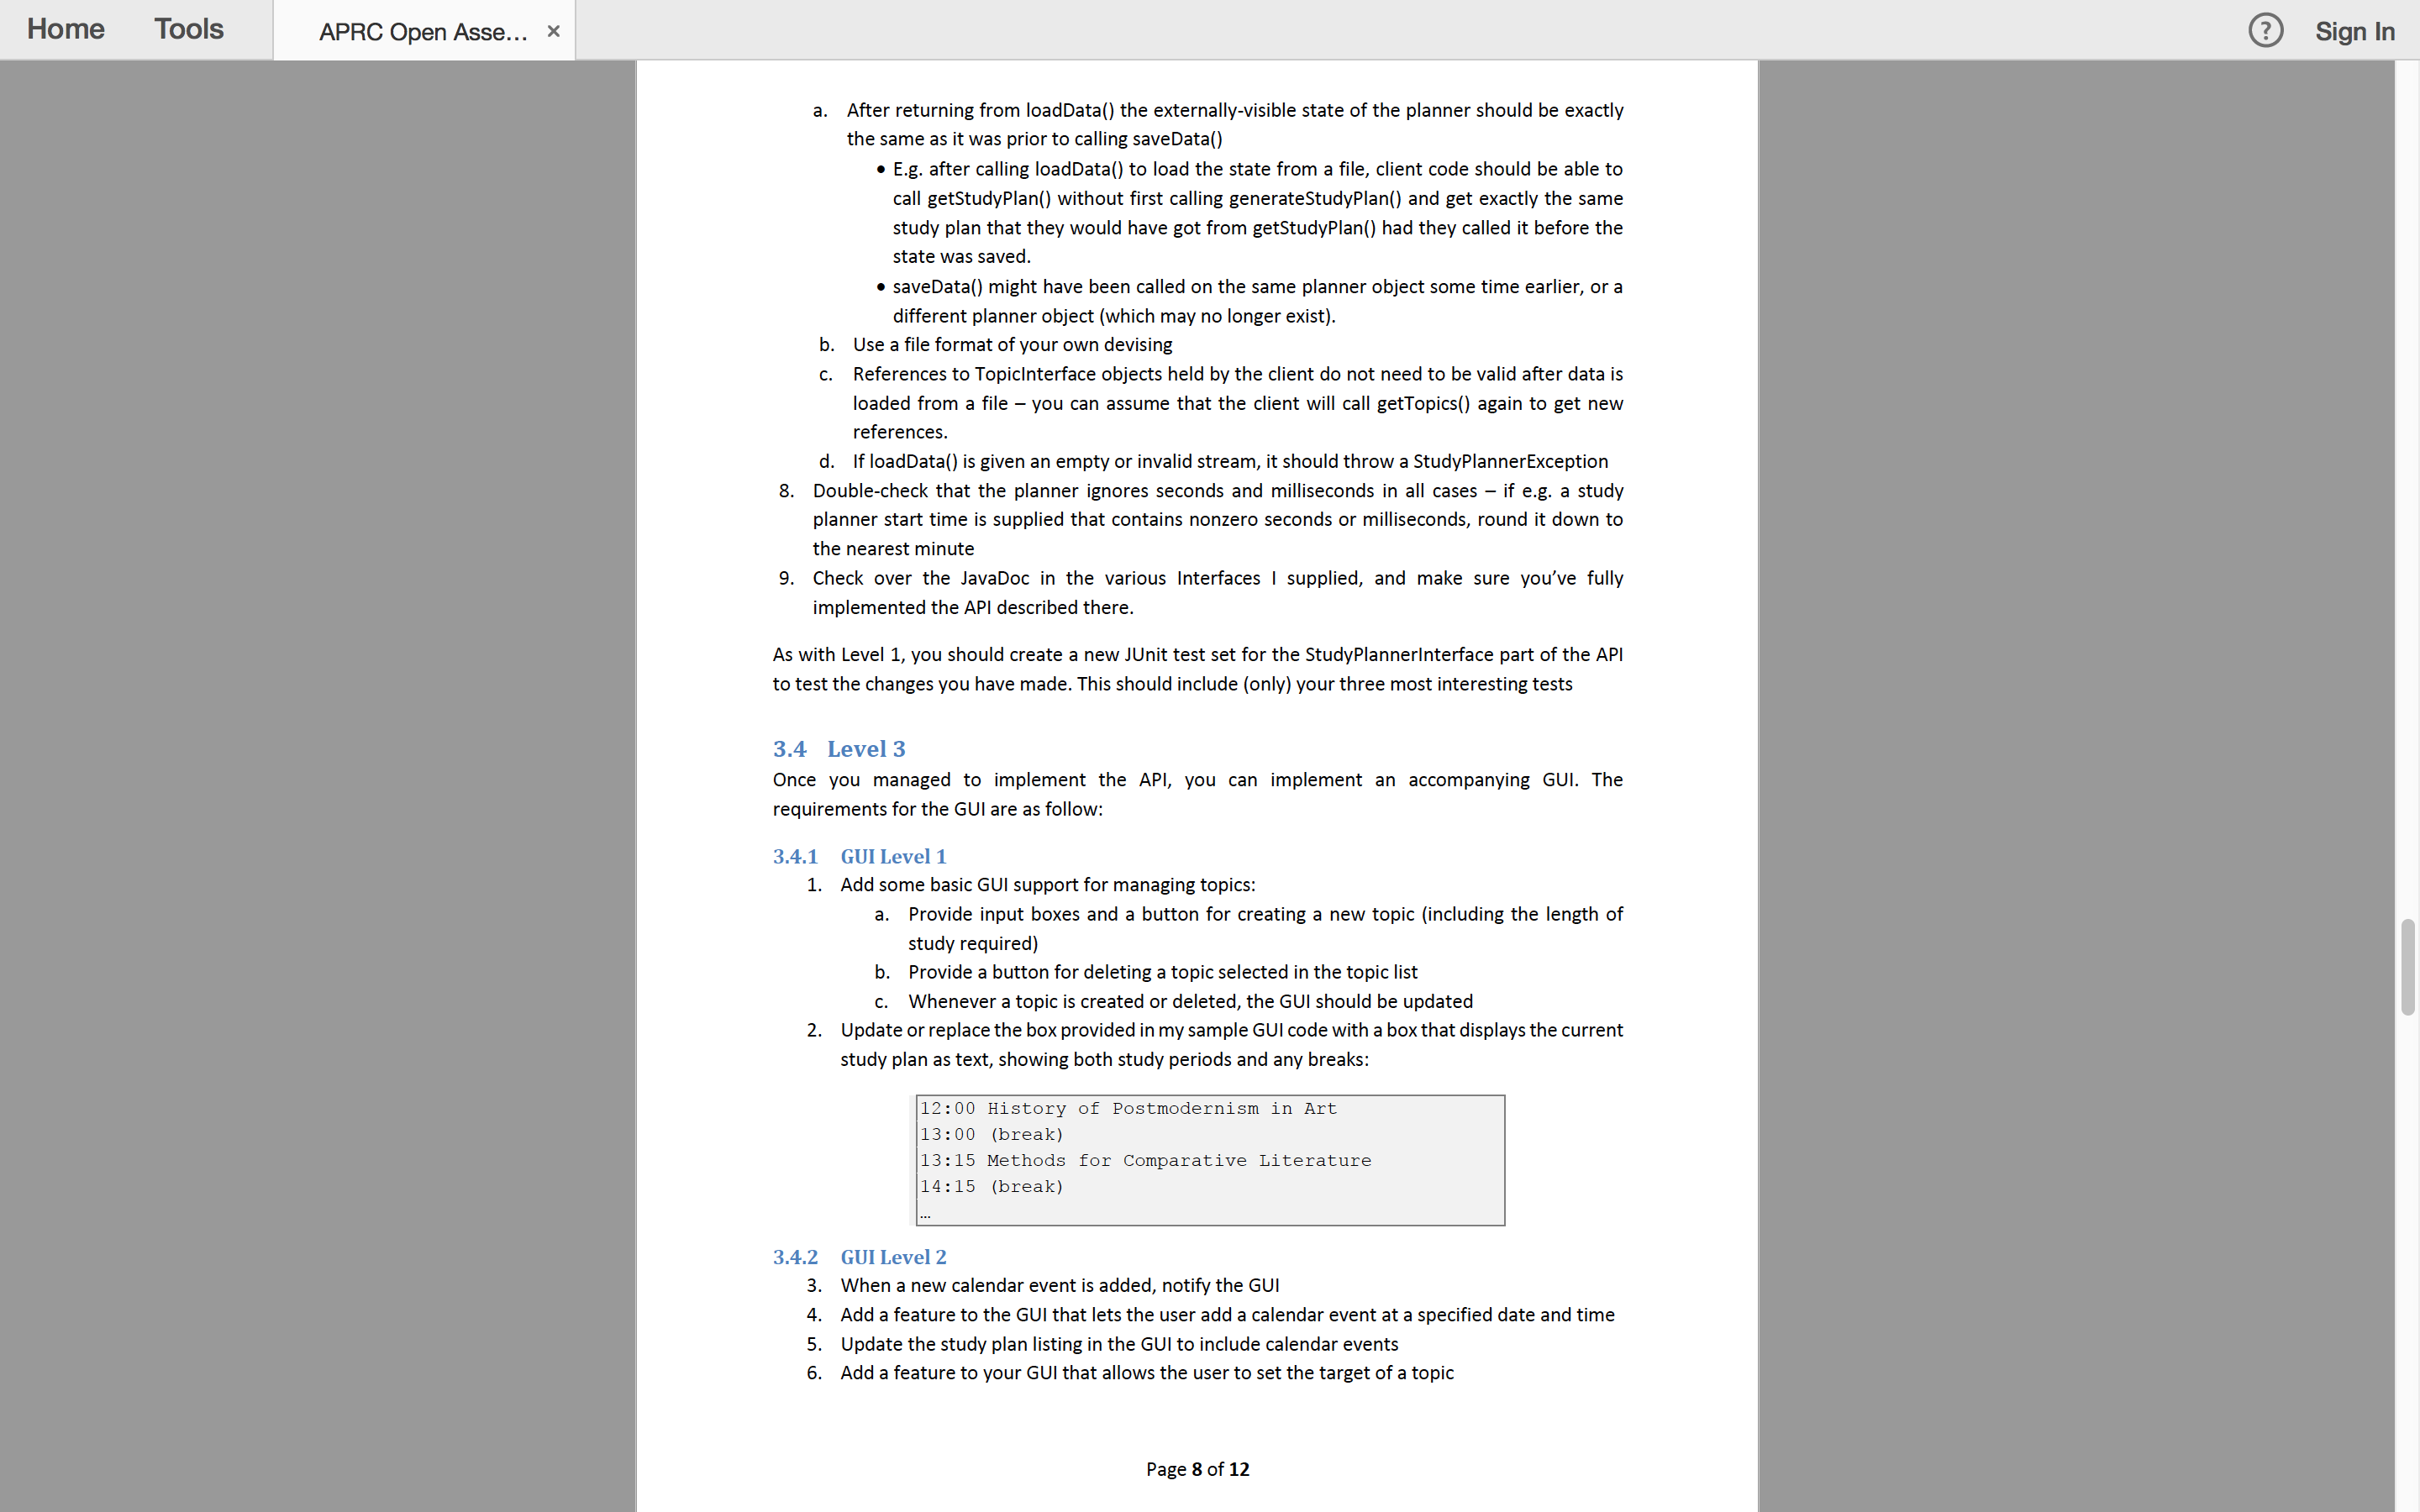 Home Tools APRC Open Asse... × ? Sign In
a. After returning from loadData() the externally-visible state of the planner should be exactly
the same as it was prior to calling saveData()
• E.g. after calling loadData() to load the state from a file, client code should be able to
call getStudyPlan() without first calling generateStudyPlan() and get exactly the same
study plan that they would have got from getStudyPlan() had they called it before the
state was saved.
• saveData() might have been called on the same planner object some time earlier, or a
different planner object (which may no longer exist).
b. Use a file format of your own devising
c. References to TopicInterface objects held by the client do not need to be valid after data is
loaded from a file – you can assume that the client will call getTopics() again to get new
references.
d. If loadData() is given an empty or invalid stream, it should throw a StudyPlannerException
8. Double-check that the planner ignores seconds and milliseconds in all cases – if e.g. a study
planner start time is supplied that contains nonzero seconds or milliseconds, round it down to
the nearest minute
9. Check over the JavaDoc in the various Interfaces I supplied, and make sure you've fully
implemented the API described there.
As with Level 1, you should create a new JUnit test set for the StudyPlannerInterface part of the API
to test the changes you have made. This should include (only) your three most interesting tests
3.4 Level 3
Once you managed to implement the API, you can implement an accompanying GUI. The
requirements for the GUI are as follow:
3.4.1 GUI Level 1
1. Add some basic GUI support for managing topics:
a. Provide input boxes and a button for creating a new topic (including the length of
study required)
b. Provide a button for deleting a topic selected in the topic list
c. Whenever a topic is created or deleted, the GUI should be updated
2. Update or replace the box provided in my sample GUI code with a box that displays the current
study plan as text, showing both study periods and any breaks:
12:00 History of Postmodernism in Art
13:00 (break)
13:15 Methods for Comparative Literature
14:15 (break)
…
3.4.2 GUI Level 2
3. When a new calendar event is added, notify the GUI
4. Add a feature to the GUI that lets the user add a calendar event at a specified date and time
5. Update the study plan listing in the GUI to include calendar events
6. Add a feature to your GUI that allows the user to set the target of a topic
Page 8 of 12